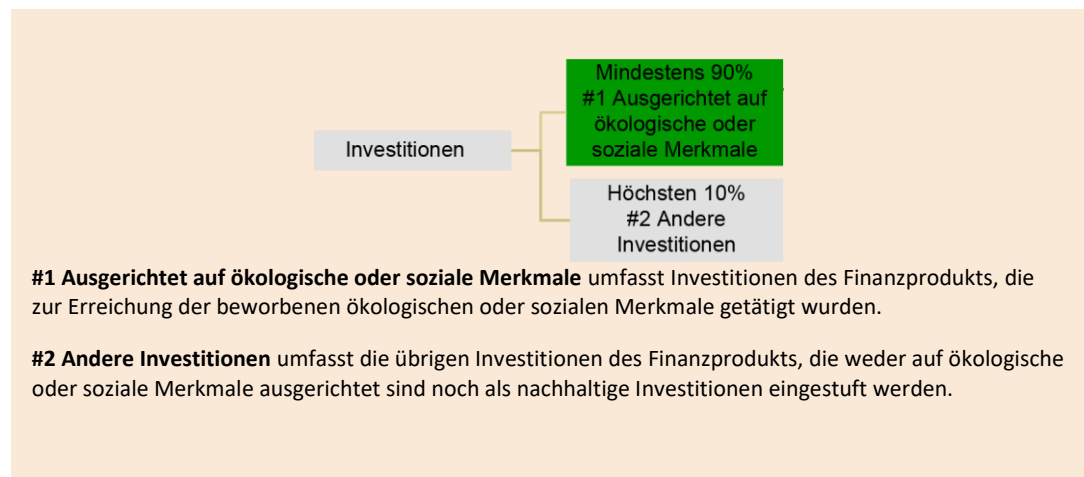 Mindestens 90%
#1 Ausgerichtet auf
ökologische oder
soziale Merkmale
Investitionen
Höchsten 10%
#2 Andere
Investitionen
#1 Ausgerichtet auf ökologische oder soziale Merkmale umfasst Investitionen des Finanzprodukts, die
zur Erreichung der beworbenen ökologischen oder sozialen Merkmale getätigt wurden.
#2 Andere Investitionen umfasst die übrigen Investitionen des Finanzprodukts, die weder auf ökologische
oder soziale Merkmale ausgerichtet sind noch als nachhaltige Investitionen eingestuft werden.